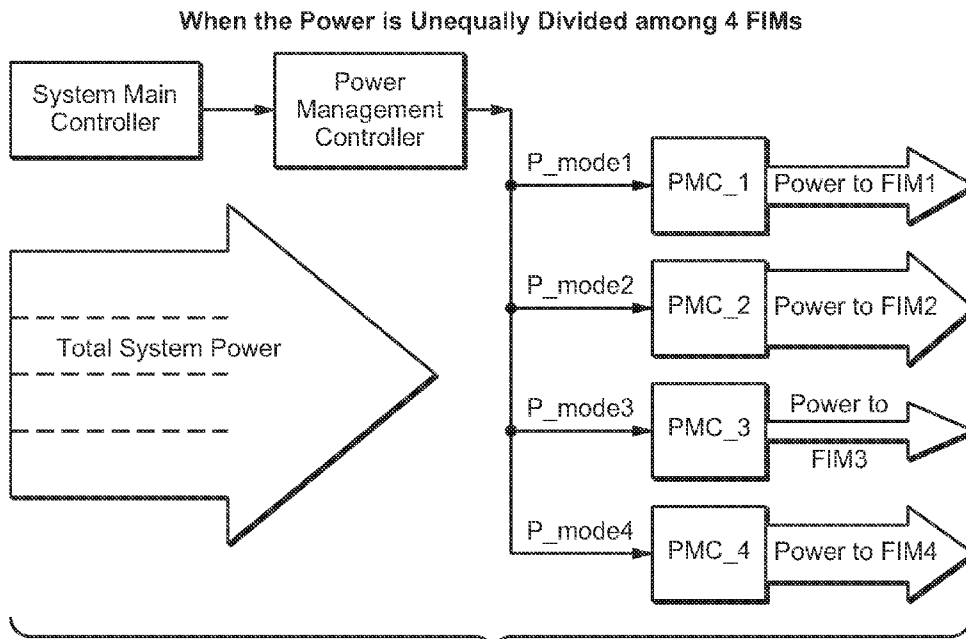 When the Power is Unequally Divided among 4 FIMs
System Main
Controller
Power
Management
Controller
P_mode1
PMC_1
Power to FIM1
P_mode2
PMC_2
Power to FIM2
Total System Power
P_mode3
PMC_3
Power to
FIM3
P_mode4
PMC_4
Power to FIM4